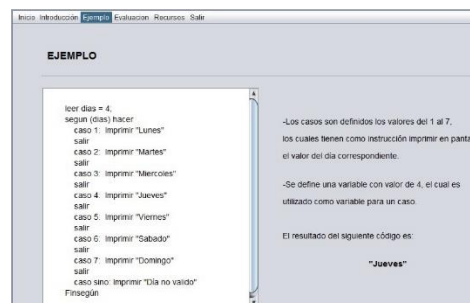 Inicio Introducción Ejemplo Evaluacion Recursos Salir
EJEMPLO
leer dias = 4;
segun (dias) hacer
caso 1: Imprimir "Lunes"
salir
caso 2: Imprimir "Martes"
salir
caso 3: Imprimir "Miercoles"
salir
caso 4: Imprimir "Jueves"
salir
caso 5: Imprimir "Viernes"
salir
caso 6: Imprimir "Sabado"
salir
caso 7: Imprimir "Domingo"
salir
caso sino: Imprimir "Día no valido"
Finsegún
-Los casos son definidos los valores del 1 al 7,
los cuales tienen como instrucción imprimir en panta
el valor del día correspondiente.
-Se define una variable con valor de 4, el cual es
utilizado como variable para un caso.
El resultado del siguiente código es:
"Jueves"